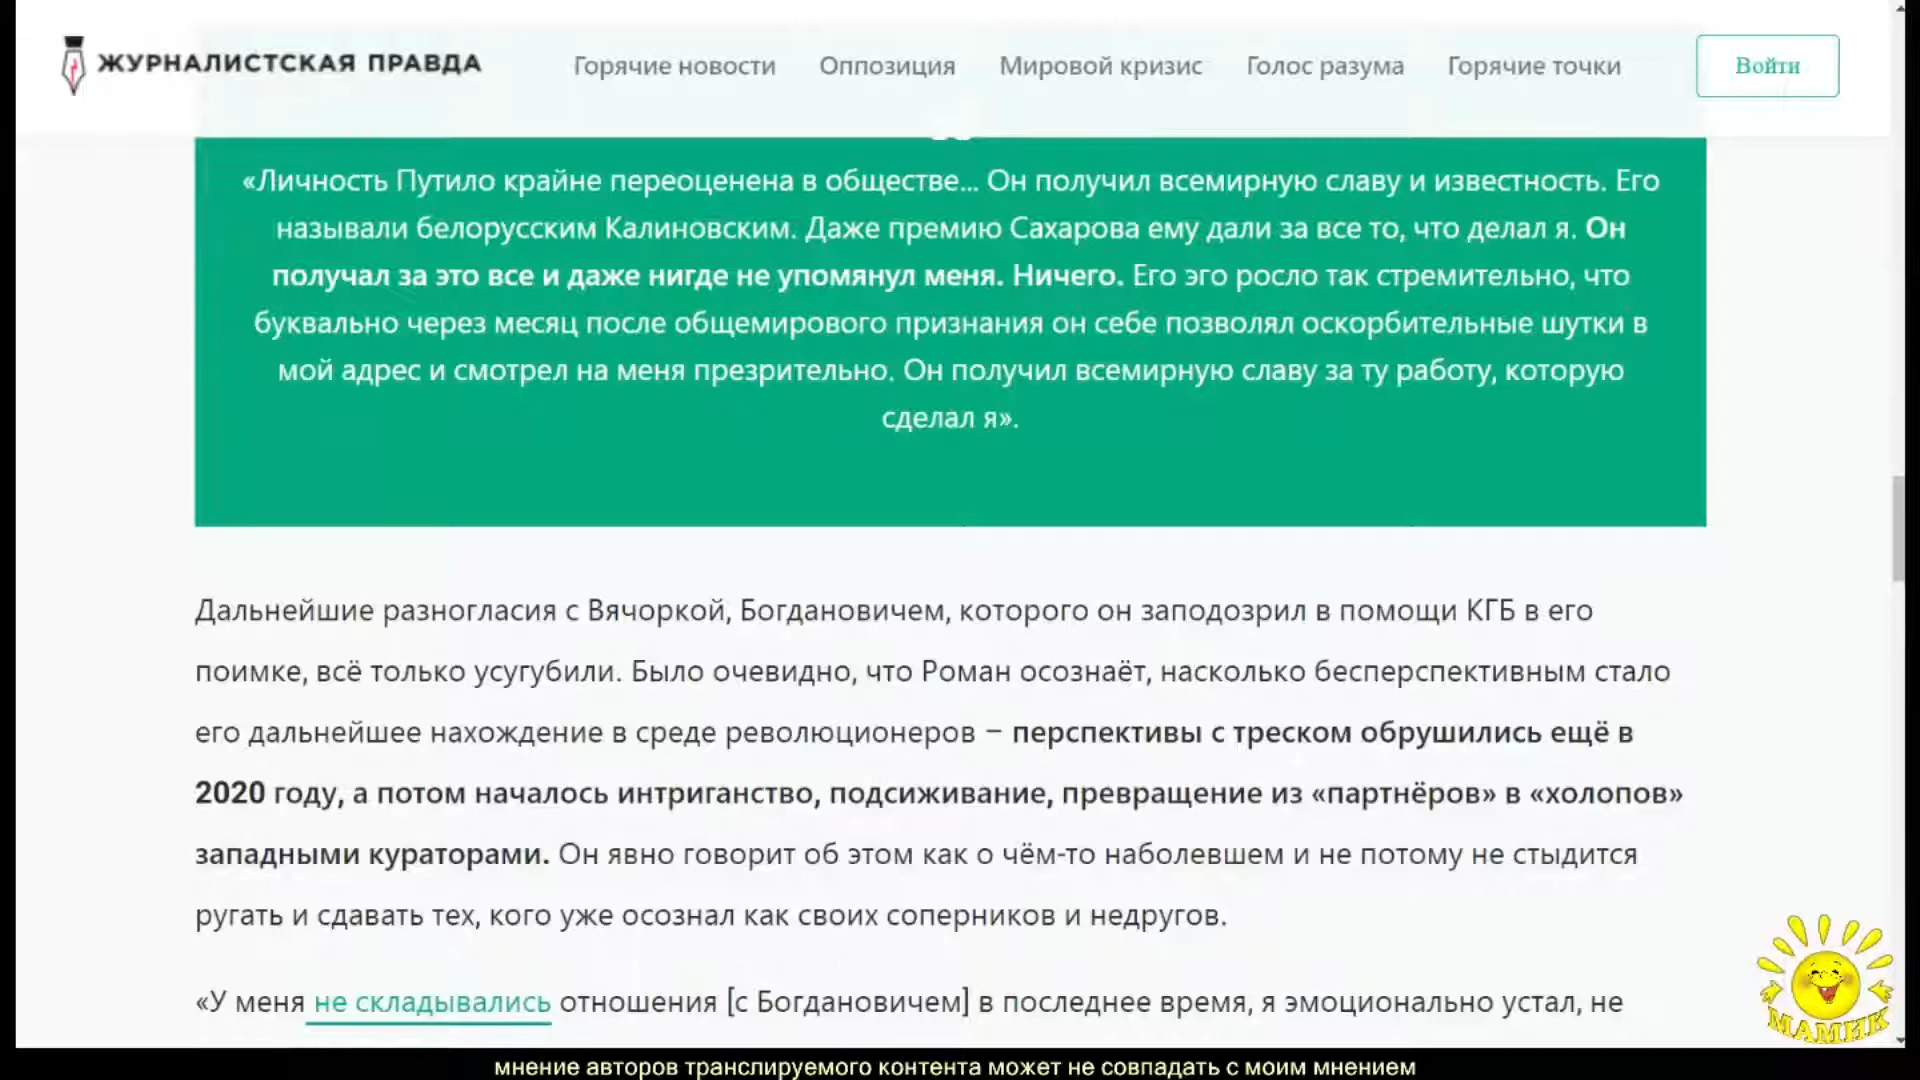 ЖУРНАЛИСТСКАЯ ПРАВДА
Горячие новости
Оппозиция
Мировой кризис
Голос разума
Горячие точки
Войти
«Личность Путило крайне переоценена в обществе... Он получил всемирную славу и известность. Его
называли белорусским Калиновским. Даже премию Сахарова ему дали за все то, что делал я. Он
получал за это все и даже нигде не упомянул меня. Ничего. Его эго росло так стремительно, что
буквально через месяц после общемирового признания он себе позволял оскорбительные шутки в
мой адрес и смотрел на меня презрительно. Он получил всемирную славу за ту работу, которую
сделал я».
Дальнейшие разногласия с Вячоркой, Богдановичем, которого он заподозрил в помощи КГБ в его
поимке, всё только усугубили. Было очевидно, что Роман осознаёт, насколько бесперспективным стало
его дальнейшее нахождение в среде революционеров – перспективы с треском обрушились ещё в
2020 году, а потом началось интриганство, подсиживание, превращение из «партнёров» в «холопов»
западными кураторами. Он явно говорит об этом как о чём-то наболевшем и не потому не стыдится
ругать и сдавать тех, кого уже осознал как своих соперников и недругов.
«У меня не складывались отношения [с Богдановичем] в последнее время, я эмоционально устал, не
МАМИК
мнение авторов транслируемого контента может не совпадать с моим мнением